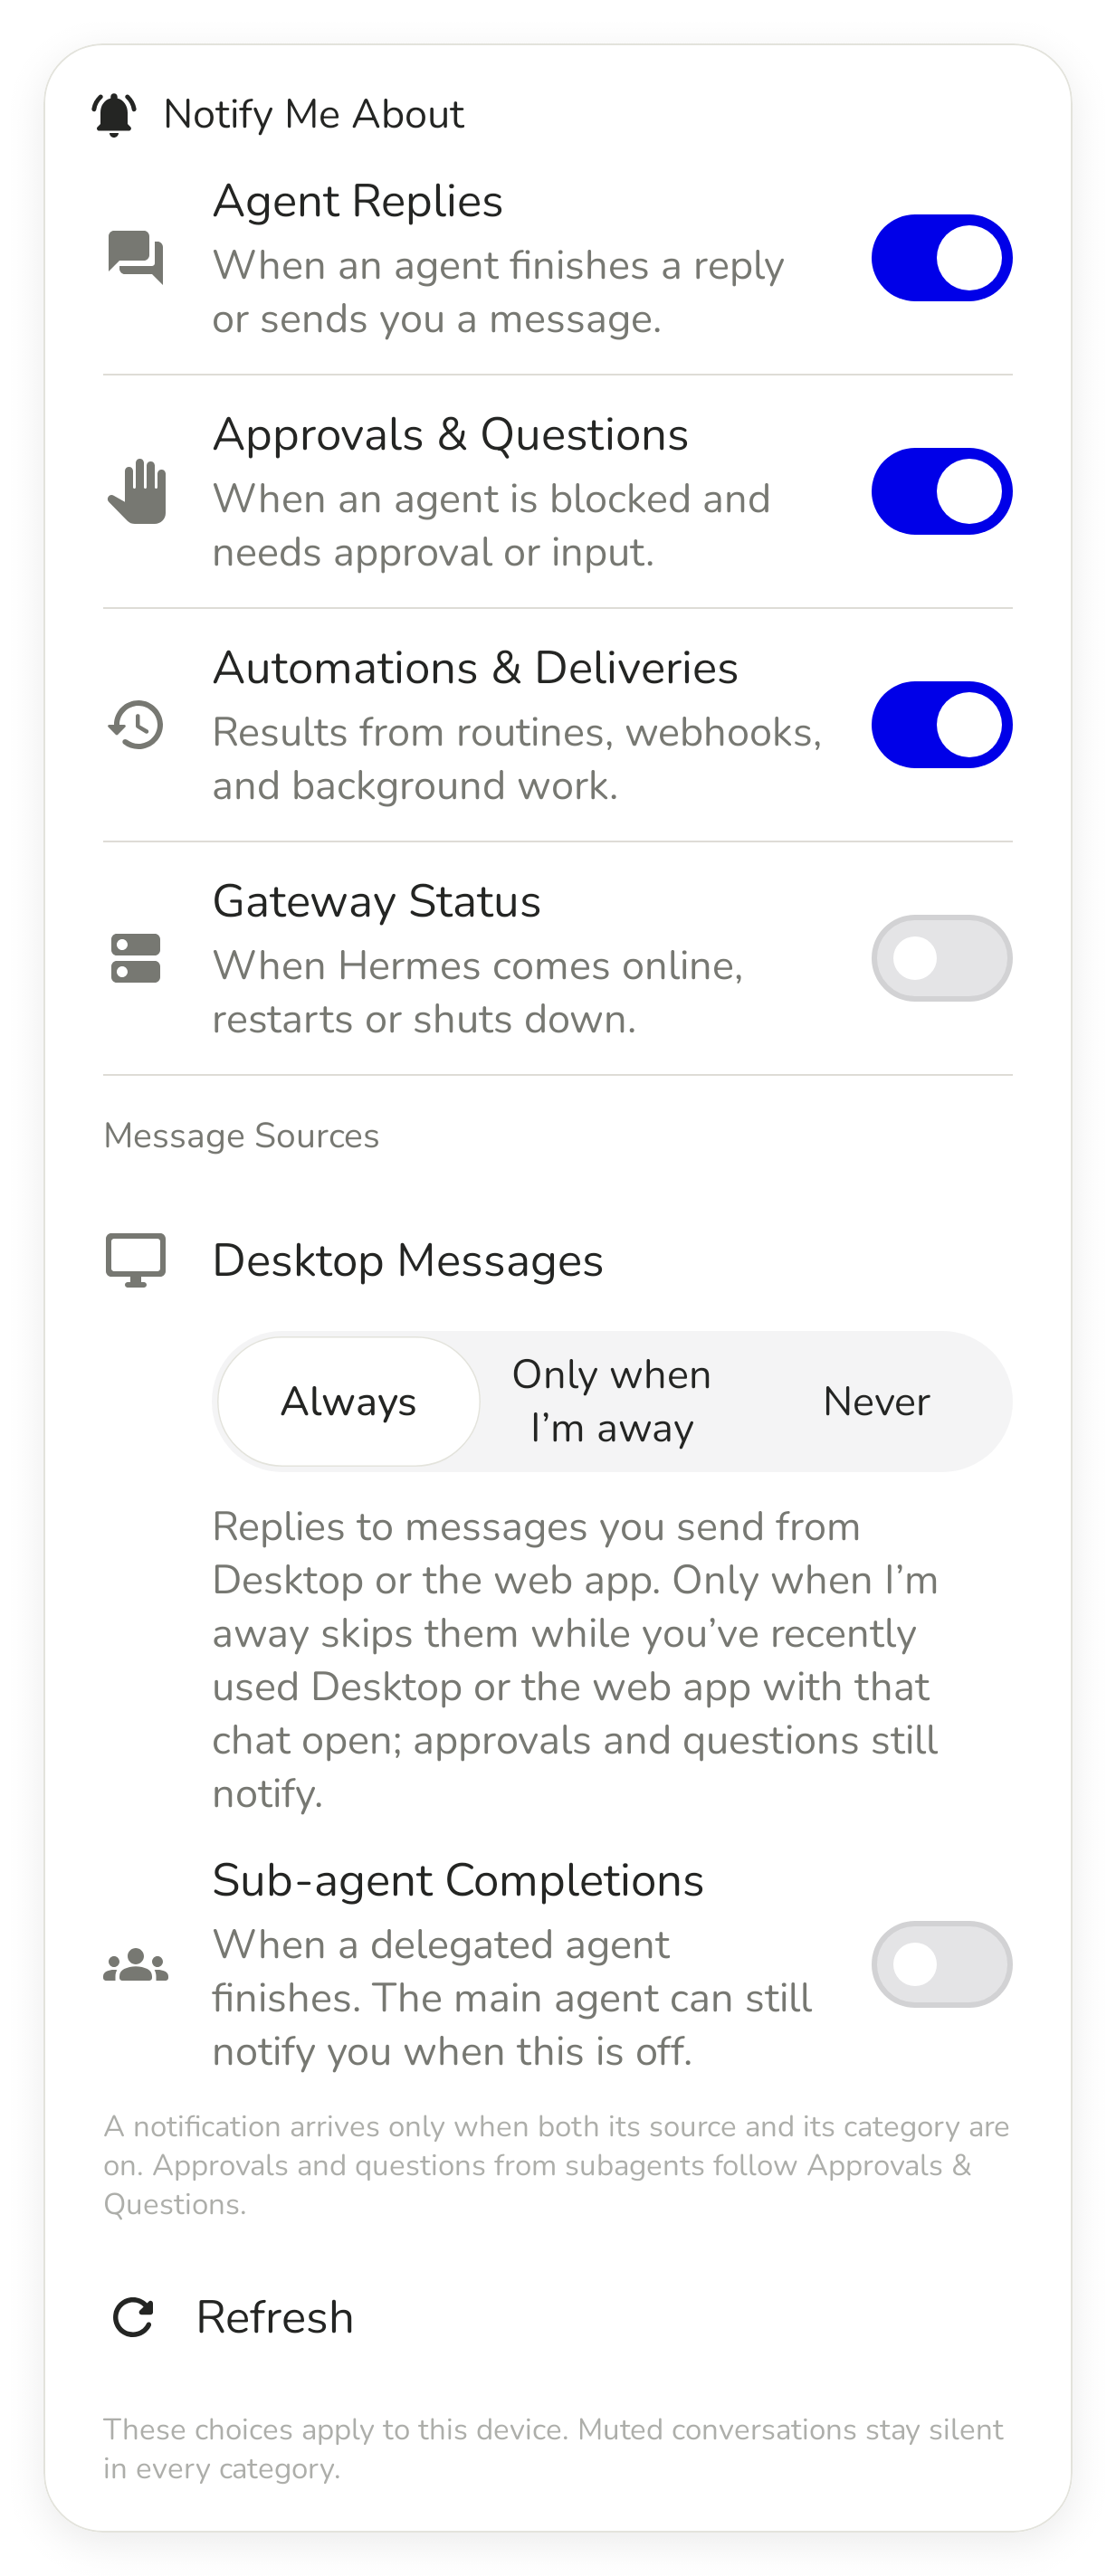 Notify Me About
Agent Replies
When an agent finishes a reply
or sends you a message.
Approvals & Questions
When an agent is blocked and
needs approval or input.
Automations & Deliveries
Results from routines, webhooks,
and background work.
Gateway Status
When Hermes comes online,
restarts or shuts down.
Message Sources
Desktop Messages
Always
Only when
I’m away
Never
Replies to messages you send from
Desktop or the web app. Only when I’m
away skips them while you’ve recently
used Desktop or the web app with that
chat open; approvals and questions still
notify.
Sub-agent Completions
When a delegated agent
finishes. The main agent can still
notify you when this is off.
A notification arrives only when both its source and its category are
on. Approvals and questions from subagents follow Approvals &
Questions.
Refresh
These choices apply to this device. Muted conversations stay silent
in every category.